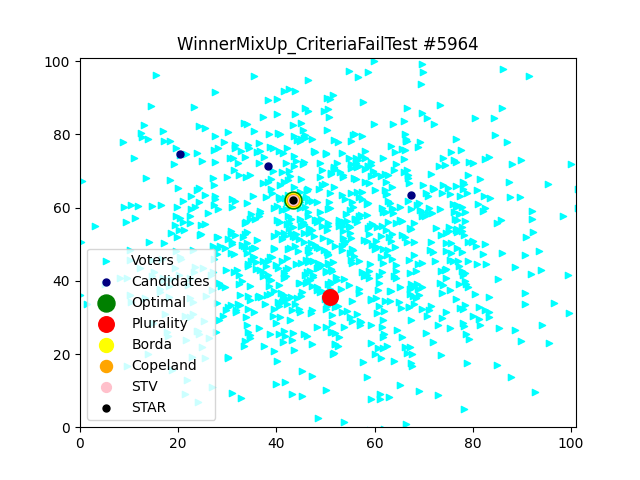 WinnerMixUp_CriteriaFailTest #5964
100
80
60
40
20
0
Voters
Candidates
Optimal
Plurality
Borda
Copeland
STV
STAR
0 20 40 60 80 100